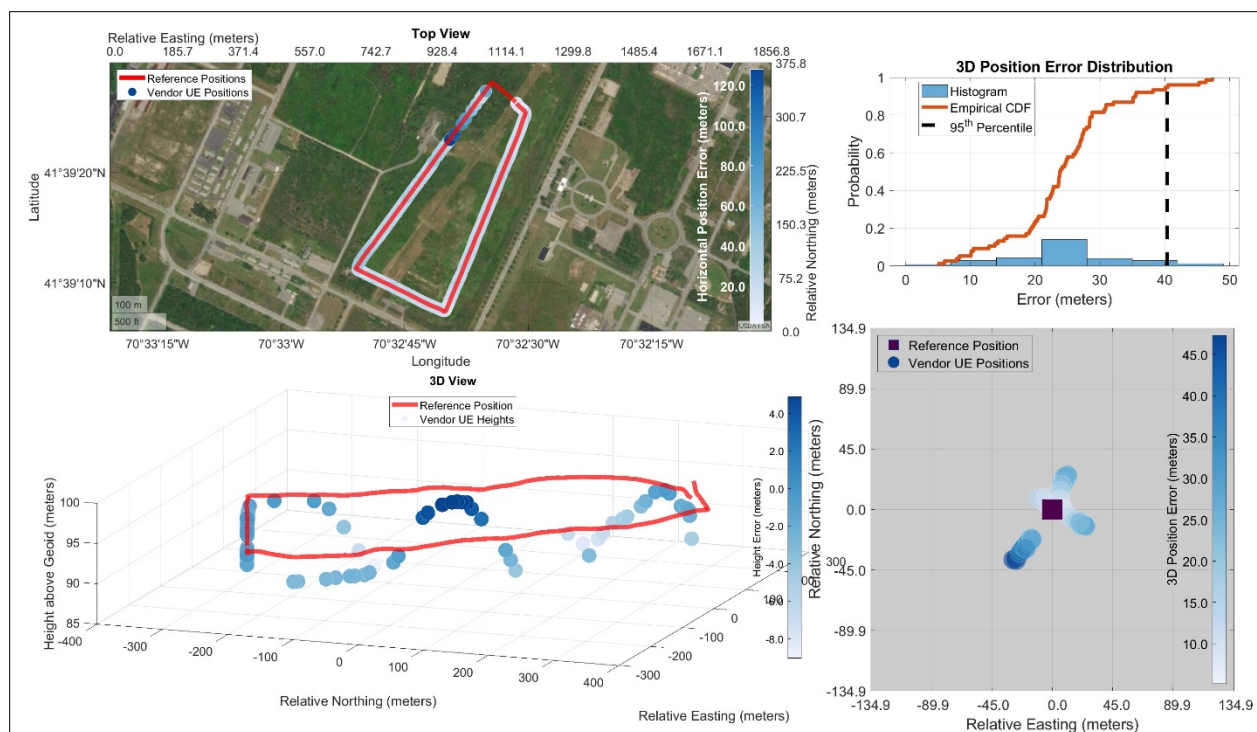 Relative Easting (meters)
Top View
0.0 185.7 371.4 557.0 742.7 928.4 1114.1 1299.8 1485.4 1671.1 1856.8
Reference Positions
Vendor UE Positions
41°39'20"N
41°39'10"N
Latitude
100 m
500 ft
70°33'15"W 70°33'W 70°32'45"W 70°32'30"W 70°32'15"W
Longitude
Horizontal Position Error (meters)
120.0
100.0
80.0
60.0
40.0
20.0
375.8
300.7
225.5
150.3
75.2
0.0
Relative Northing (meters)
3D Position Error Distribution
Histogram
Empirical CDF
95th Percentile
Probability
1
0.8
0.6
0.4
0.2
0
0 10 20 30 40 50
Error (meters)
3D View
Reference Position
Vendor UE Heights
Height above Geoid (meters)
100
95
90
85
-400 -300 -200 -100 0 100 200 300 400
Relative Northing (meters)
-300
-200
-100
0
100
300
Relative Easting (meters)
Height Error (meters)
4.0
2.0
0.0
-2.0
-4.0
-6.0
-8.0
Reference Position
Vendor UE Positions
Relative Northing (meters)
134.9
89.9
45.0
0.0
-45.0
-89.9
-134.9
-134.9 -89.9 -45.0 0.0 45.0 89.9 134.9
Relative Easting (meters)
3D Position Error (meters)
45.0
40.0
35.0
30.0
25.0
20.0
15.0
10.0